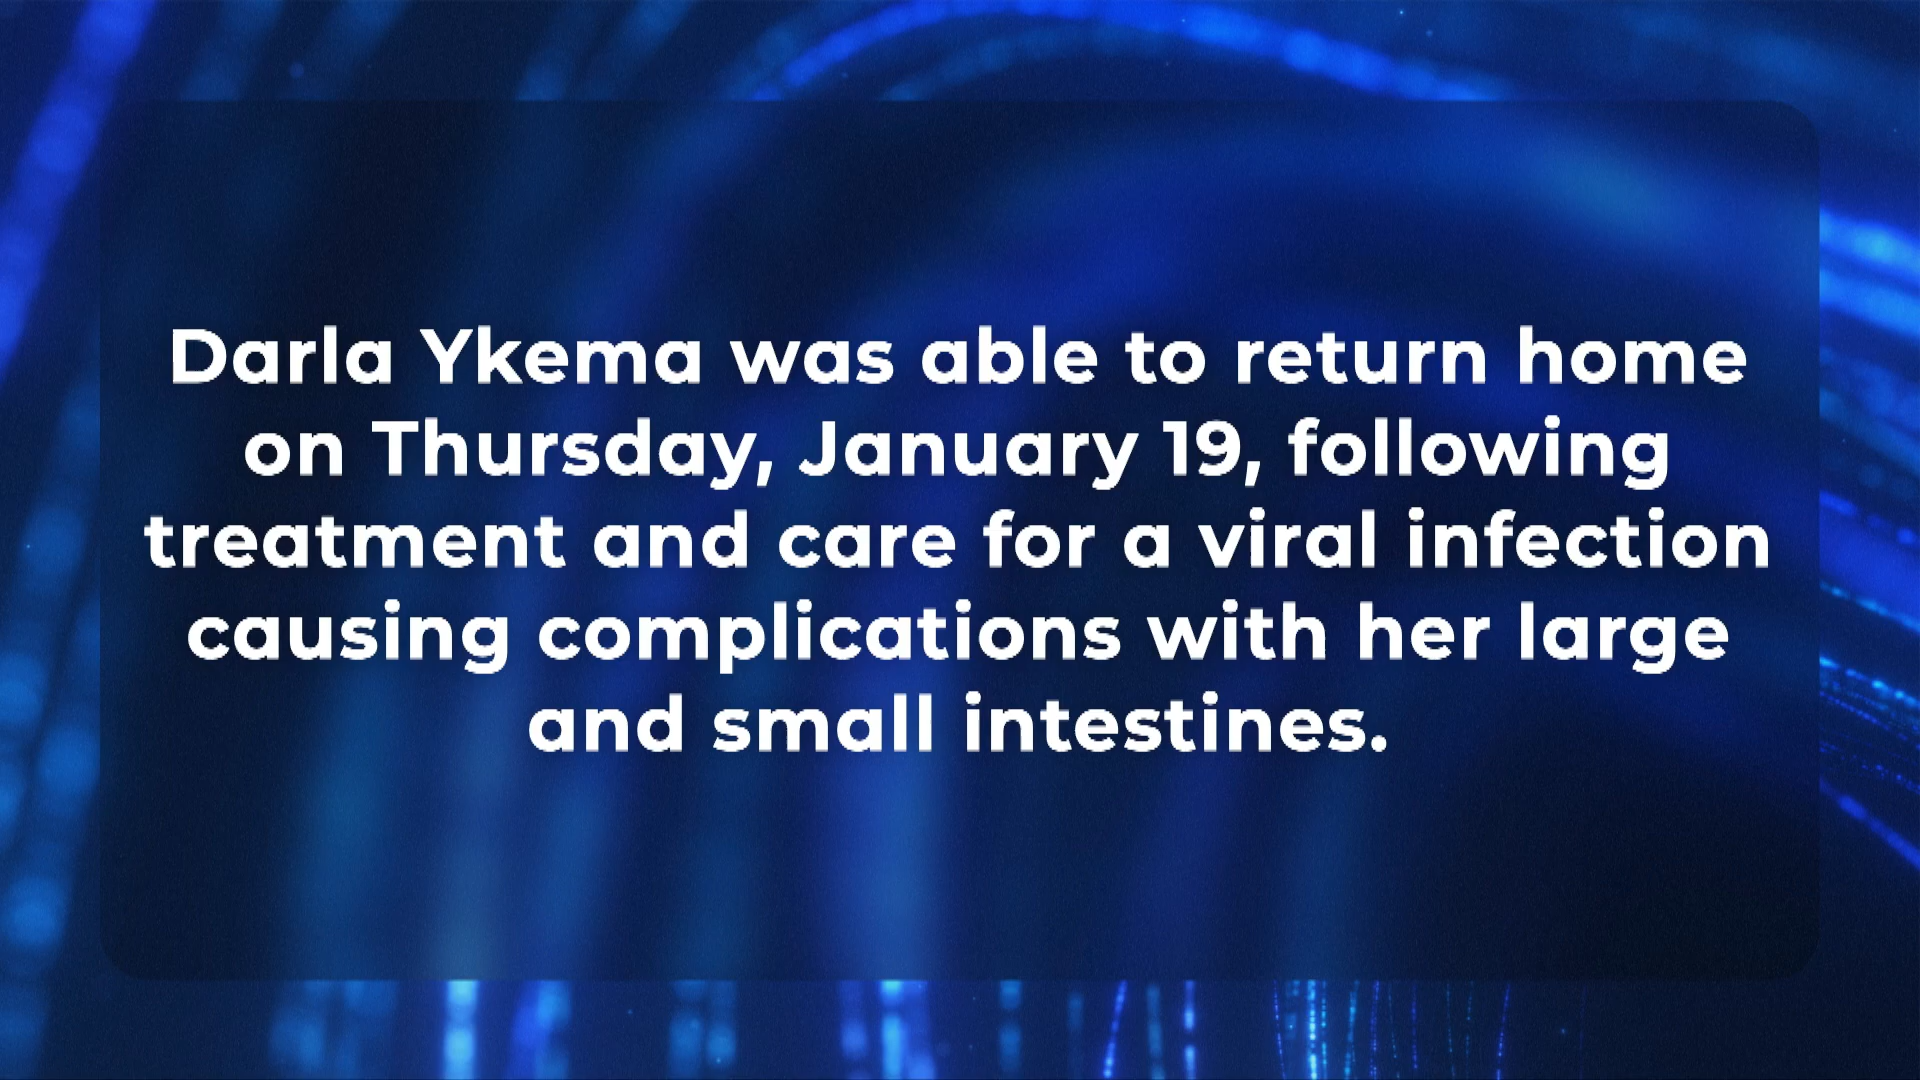 Darla Ykema was able to return home
on Thursday, January 19, following
treatment and care for a viral infection
causing complications with her large
and small intestines.